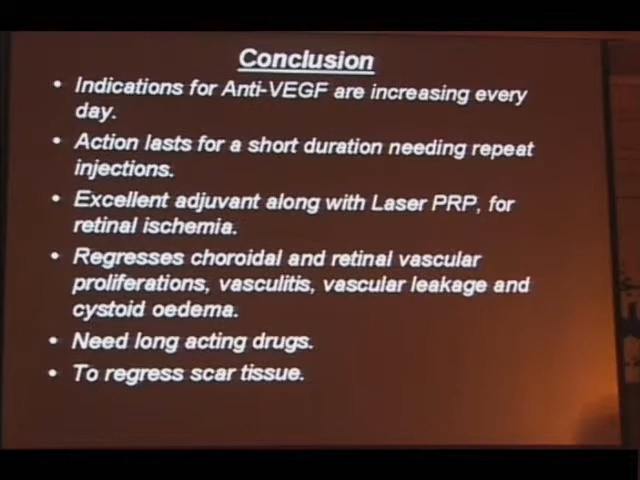 Conclusion
• Indications for Anti-VEGF are increasing every
day.
• Action lasts for a short duration needing repeat
injections.
• Excellent adjuvant along with Laser PRP, for
retinal ischemia.
• Regresses choroidal and retinal vascular
proliferations, vasculitis, vascular leakage and
cystoid oedema.
• Need long acting drugs.
• To regress scar tissue.